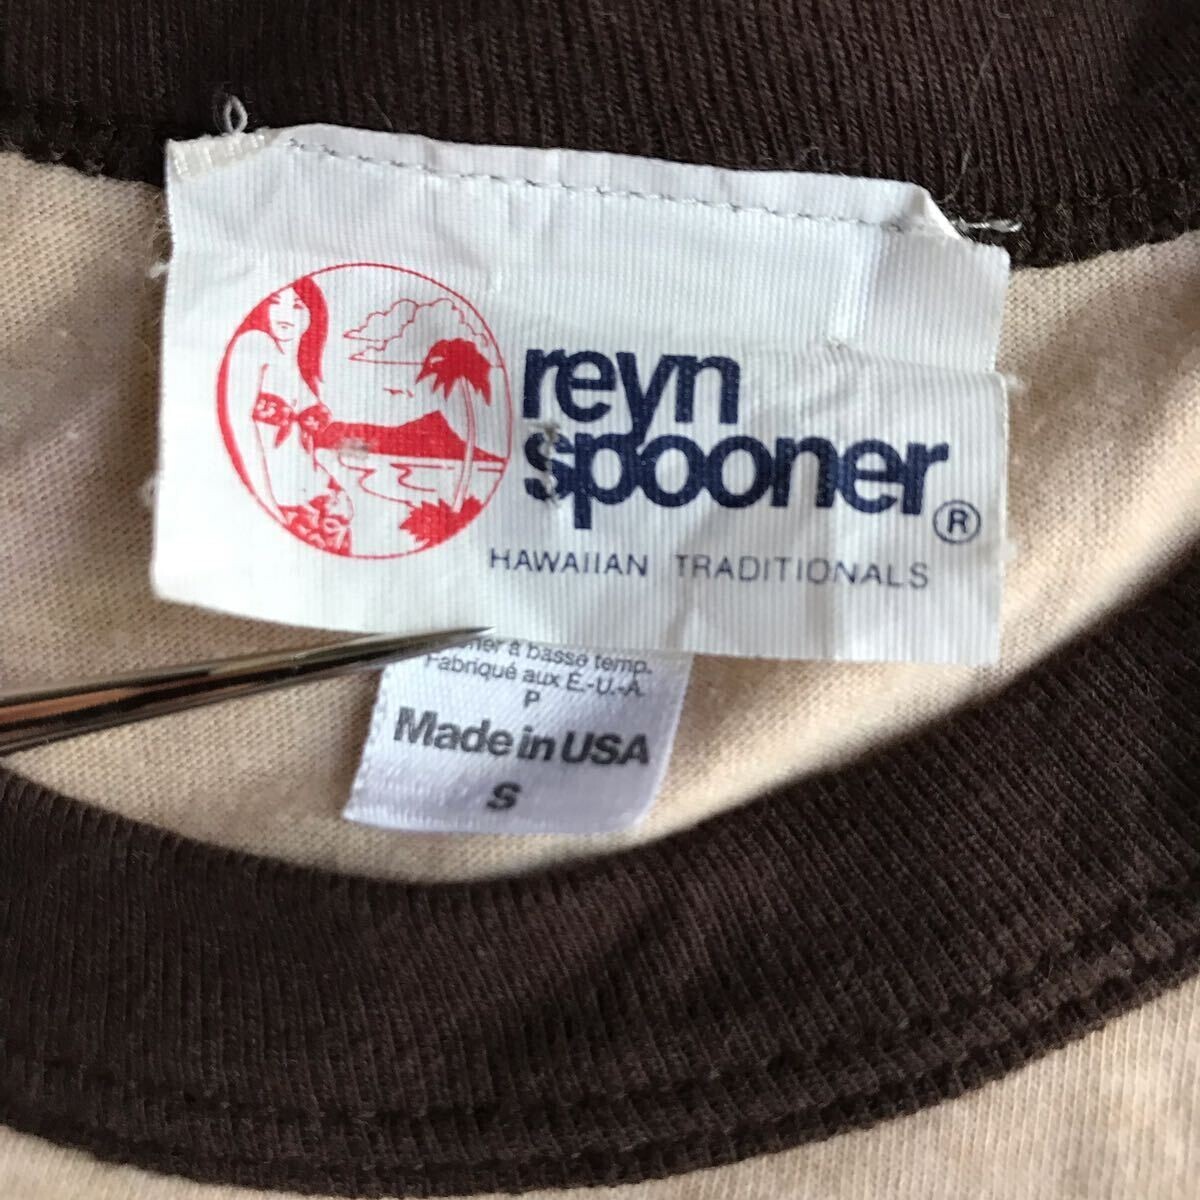 reyn
spooner®
HAWAIIAN TRADITIONALS
à basse temp.
Fabriqué aux É.-U.-A.
P
Made in USA
S